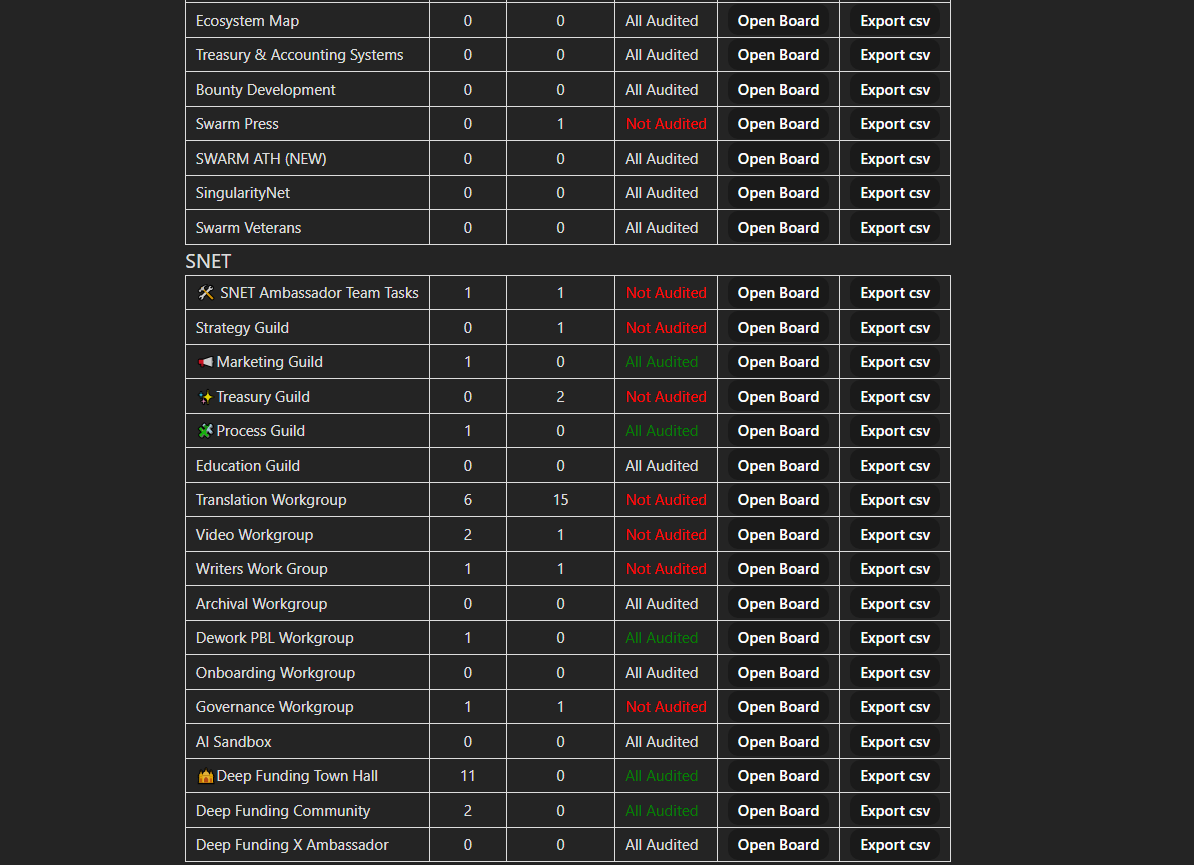 Ecosystem Map 0 0 All Audited Open Board Export csv
Treasury & Accounting Systems 0 0 All Audited Open Board Export csv
Bounty Development 0 0 All Audited Open Board Export csv
Swarm Press 0 1 Not Audited Open Board Export csv
SWARM ATH (NEW) 0 0 All Audited Open Board Export csv
SingularityNet 0 0 All Audited Open Board Export csv
Swarm Veterans 0 0 All Audited Open Board Export csv
SNET
🛠 SNET Ambassador Team Tasks 1 1 Not Audited Open Board Export csv
Strategy Guild 0 1 Not Audited Open Board Export csv
📢Marketing Guild 1 0 All Audited Open Board Export csv
✨Treasury Guild 0 2 Not Audited Open Board Export csv
🧩Process Guild 1 0 All Audited Open Board Export csv
Education Guild 0 0 All Audited Open Board Export csv
Translation Workgroup 6 15 Not Audited Open Board Export csv
Video Workgroup 2 1 Not Audited Open Board Export csv
Writers Work Group 1 1 Not Audited Open Board Export csv
Archival Workgroup 0 0 All Audited Open Board Export csv
Dework PBL Workgroup 1 0 All Audited Open Board Export csv
Onboarding Workgroup 0 0 All Audited Open Board Export csv
Governance Workgroup 1 1 Not Audited Open Board Export csv
AI Sandbox 0 0 All Audited Open Board Export csv
Deep Funding Town Hall 11 0 All Audited Open Board Export csv
Deep Funding Community 2 0 All Audited Open Board Export csv
Deep Funding X Ambassador 0 0 All Audited Open Board Export csv